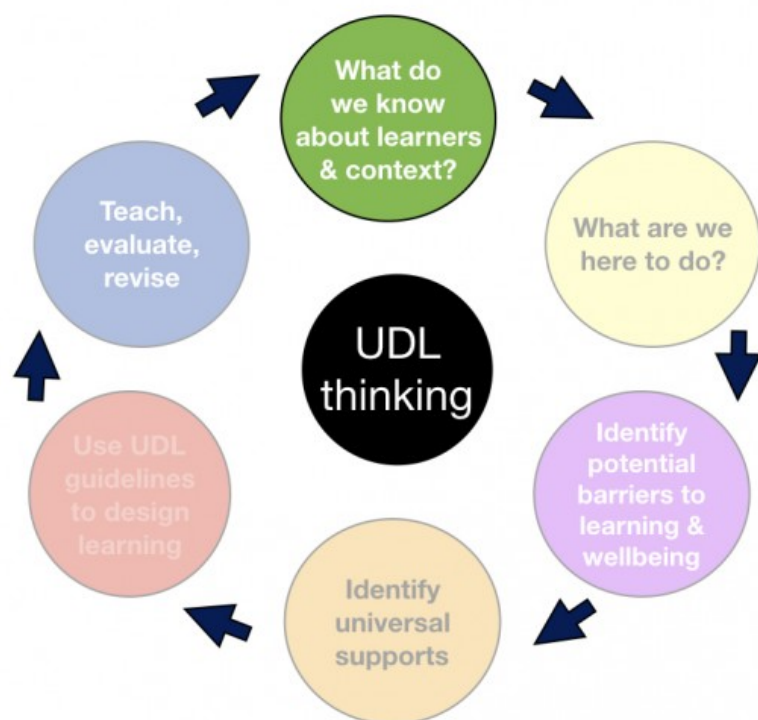 What do
we know
about learners
& context?
What are we
here to do?
Identify
potential
barriers to
learning &
wellbeing
Identify
universal
supports
Use UDL
guidelines
to design
learning
Teach,
evaluate,
revise
UDL
thinking